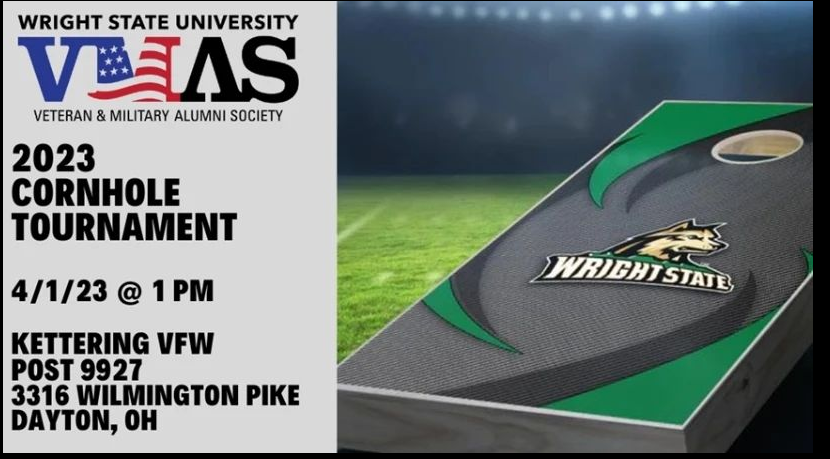 WRIGHT STATE UNIVERSITY
VMAS
VETERAN & MILITARY ALUMNI SOCIETY
2023
CORNHOLE
TOURNAMENT
4/1/23 @ 1 PM
KETTERING VFW
POST 9927
3316 WILMINGTON PIKE
DAYTON, OH
WRIGHT STATE